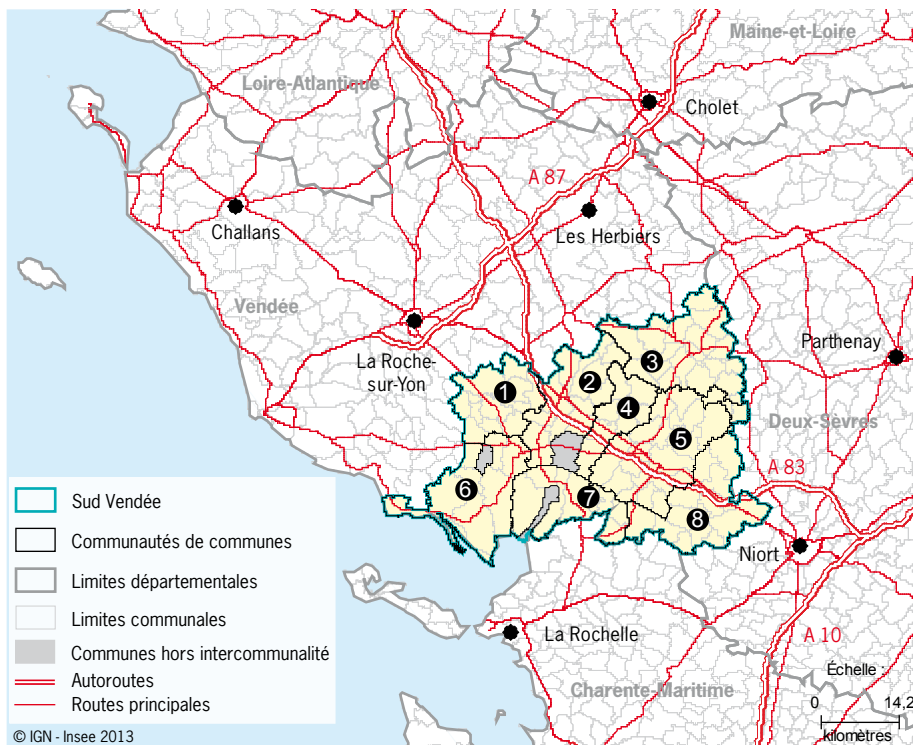 Maine-et-Loire
Loire-Atlantique
Cholet
A 87
Challans
Les Herbiers
Vendée
Parthenay
La Roche-
sur-Yon
1
2
3
4
5
6
7
8
Deux-Sèvres
A 83
Niort
La Rochelle
A 10
Charente-Maritime
Sud Vendée
Communautés de communes
Limites départementales
Limites communales
Communes hors intercommunalité
Autoroutes
Routes principales
Échelle :
0 14,2
kilomètres
© IGN - Insee 2013